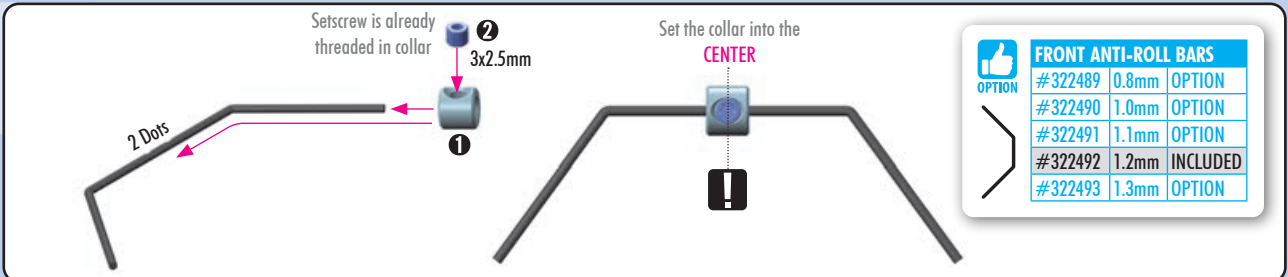 Setscrew is already
threaded in collar
2
3x2.5mm
2 Dots
1
Set the collar into the
CENTER
!
OPTION
FRONT ANTI-ROLL BARS
#322489 0.8mm OPTION
#322490 1.0mm OPTION
#322491 1.1mm OPTION
#322492 1.2mm INCLUDED
#322493 1.3mm OPTION